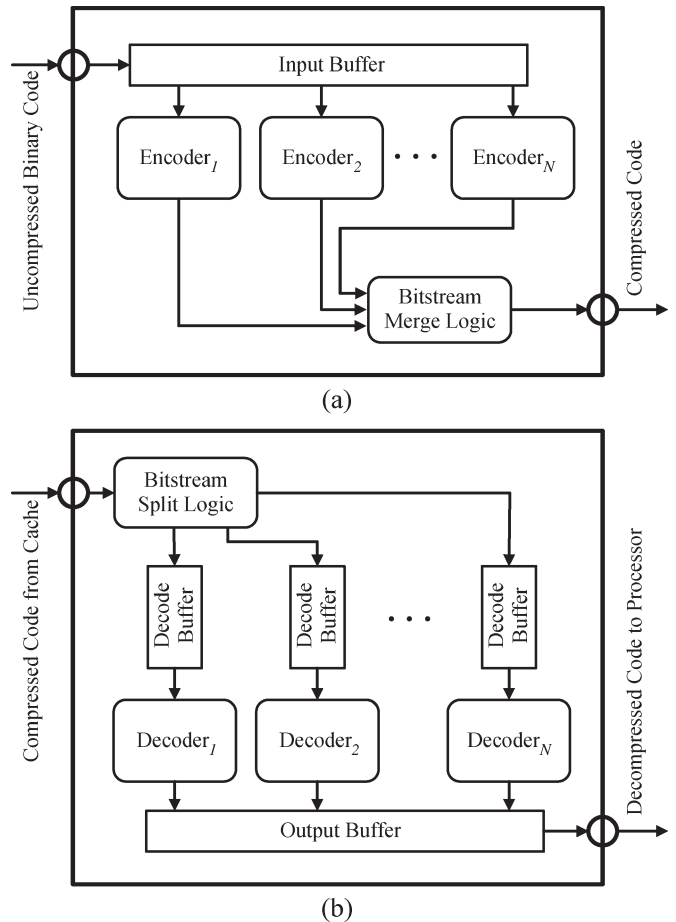 Uncompressed Binary Code
Input Buffer
Encoder1
Encoder2
. . .
EncoderN
Bitstream
Merge Logic
Compressed Code
(a)
Compressed Code from Cache
Bitstream
Split Logic
Decode
Buffer
Decode
Buffer
. . .
Decode
Buffer
Decoder1
Decoder2
DecoderN
Output Buffer
Decompressed Code to Processor
(b)